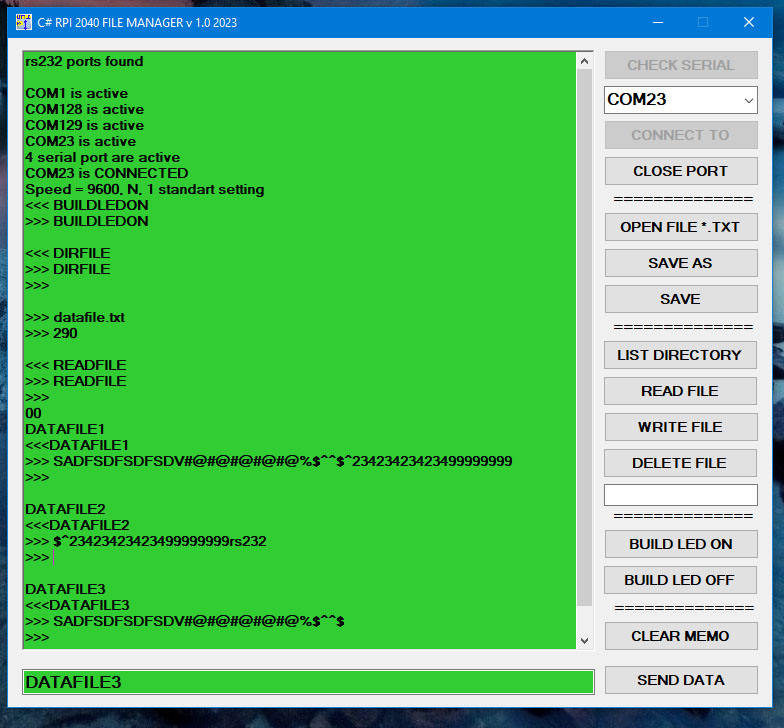 C# RPI 2040 FILE MANAGER v 1.0 2023
rs232 ports found
COM1 is active
COM128 is active
COM129 is active
COM23 is active
4 serial port are active
COM23 is CONNECTED
Speed = 9600, N, 1 standart setting
<<< BUILDLEDON
>>> BUILDLEDON
<<< DIRFILE
>>> DIRFILE
>>>
>>> datafile.txt
>>> 290
<<< READFILE
>>> READFILE
>>>
00
DATAFILE1
<<<DATAFILE1
>>> SADFSDFSDFSDV#@#@#@#@#@%$^^$^23423423423499999999
>>>
DATAFILE2
<<<DATAFILE2
>>> $^23423423423499999999rs232
>>>
DATAFILE3
<<<DATAFILE3
>>> SADFSDFSDFSDV#@#@#@#@#@%$^^$
>>>
DATAFILE3
CHECK SERIAL
COM23
CONNECT TO
CLOSE PORT
==============
OPEN FILE *.TXT
SAVE AS
SAVE
==============
LIST DIRECTORY
READ FILE
WRITE FILE
DELETE FILE
==============
BUILD LED ON
BUILD LED OFF
==============
CLEAR MEMO
SEND DATA